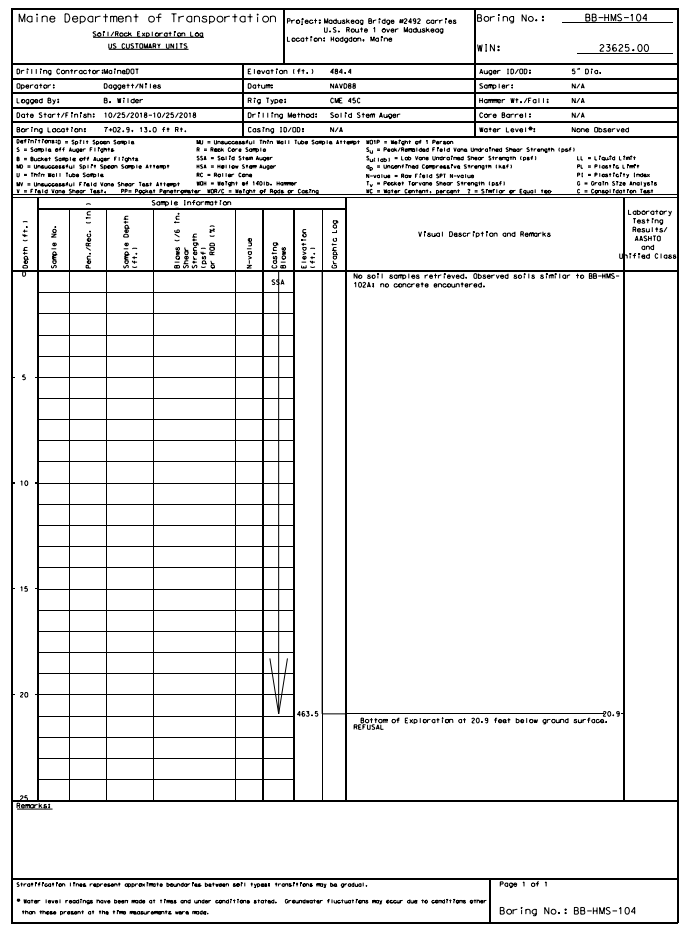 Maine Department of Transportation
Soil/Rock Exploration Log
US CUSTOMARY UNITS
Project: Maduskeag Bridge #2492 carries
U.S. Route 1 over Maduskeag
Location: Hodgdon, Maine
Boring No.: BB-HMS-104
WIN: 23625.00
Drilling Contractor: MaineDOT Elevation (ft.) 484.4 Auger ID/OD: 5" Dia.
Operator: Daggett/Niles Datum: NAVD88 Sampler: N/A
Logged By: B. Wilder Rig Type: CME 45C Hammer Wt./Fall: N/A
Date Start/Finish: 10/25/2018-10/25/2018 Drilling Method: Solid Stem Auger Core Barrel: N/A
Boring Location: 7+02.9, 13.0 ft Rt. Casing ID/OD: N/A Water Level*: None Observed
Definitions:D = Split Spoon Sample MU = Unsuccessful Thin Wall Tube Sample Attempt WO1P = Weight of 1 Person
S = Sample off Auger Flights R = Rock Core Sample Su = Peak/Remolded Field Vane Undrained Shear Strength (psf)
B = Bucket Sample off Auger Flights SSA = Solid Stem Auger Su(lab) = Lab Vane Undrained Shear Strength (psf) LL = Liquid Limit
MD = Unsuccessful Split Spoon Sample Attempt HSA = Hollow Stem Auger qp = Unconfined Compressive Strength (ksf) PL = Plastic Limit
U = Thin Wall Tube Sample RC = Roller Cone N-value = Raw Field SPT N-value PI = Plasticity Index
MV = Unsuccessful Field Vane Shear Test Attempt WOH = Weight of 140lb. Hammer Tv = Pocket Torvane Shear Strength (psf) G = Grain Size Analysis
V = Field Vane Shear Test. PP= Pocket Penetrometer WOR/C = Weight of Rods or Casing WC = Water Content, percent ≅ = Similar or Equal too C = Consolidation Test
Sample Information
Depth (ft.)
Sample No.
Pen./Rec. (in.)
Sample Depth
(ft.)
Blows (/6 in.
Shear
Strength
(psf)
or RQD (%)
N-value
Casing
Blows
Elevation
(ft.)
Graphic Log
Visual Description and Remarks
Laboratory
Testing
Results/
AASHTO
and
Unified Class
0
SSA
No soil samples retrieved. Observed soils similar to BB-HMS-
102A; no concrete encountered.
5
10
15
20
463.5
20.9
Bottom of Exploration at 20.9 feet below ground surface.
REFUSAL
25
Remarks:
Stratification lines represent approximate boundaries between soil types; transitions may be gradual.
* Water level readings have been made at times and under conditions stated. Groundwater fluctuations may occur due to conditions other
than those present at the time measurements were made.
Page 1 of 1
Boring No.: BB-HMS-104